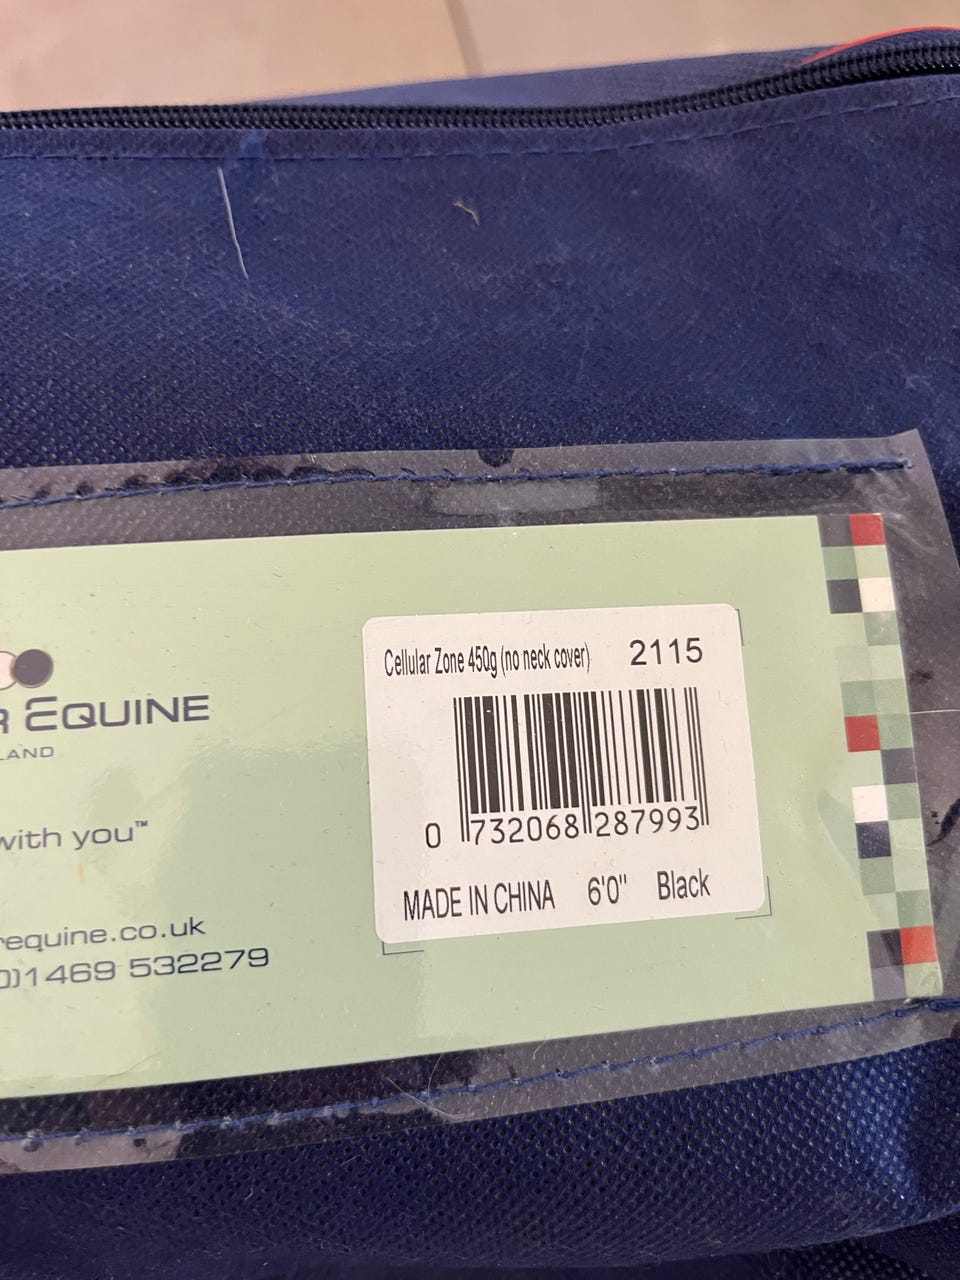 EQUINE
LAND
with you™
requine.co.uk
0)1469 532279
Cellular Zone 450g (no neck cover) 2115
0 732068 287993
MADE IN CHINA 6'0" Black